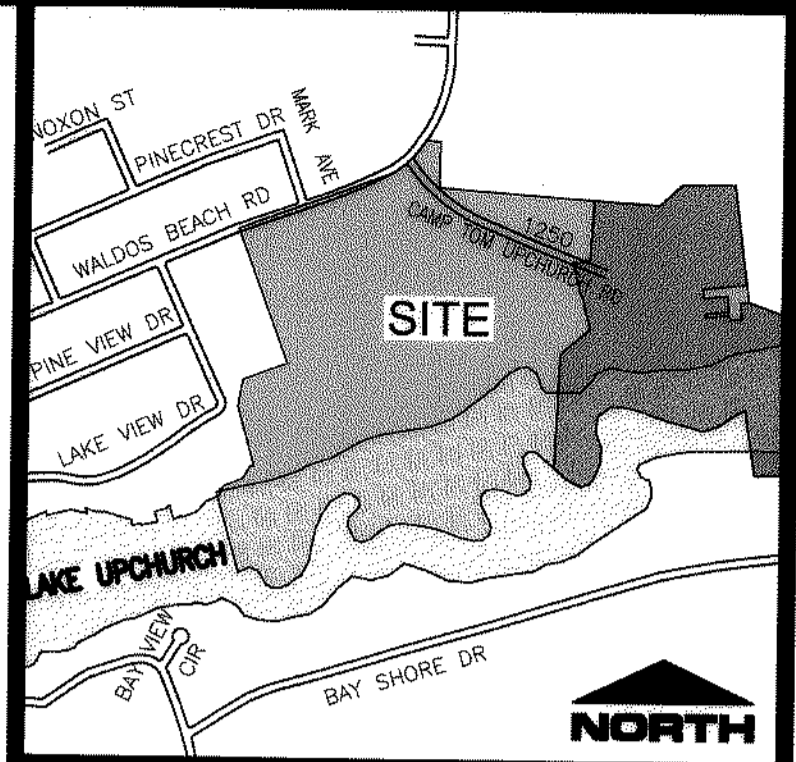 NOXON ST
PINECREST DR
MARK AVE
WALDOS BEACH RD
1250
CAMP TOM UPCHURCH RD
SITE
PINE VIEW DR
LAKE VIEW DR
LAKE UPCHURCH
BAY VIEW
CIR
BAY SHORE DR
NORTH